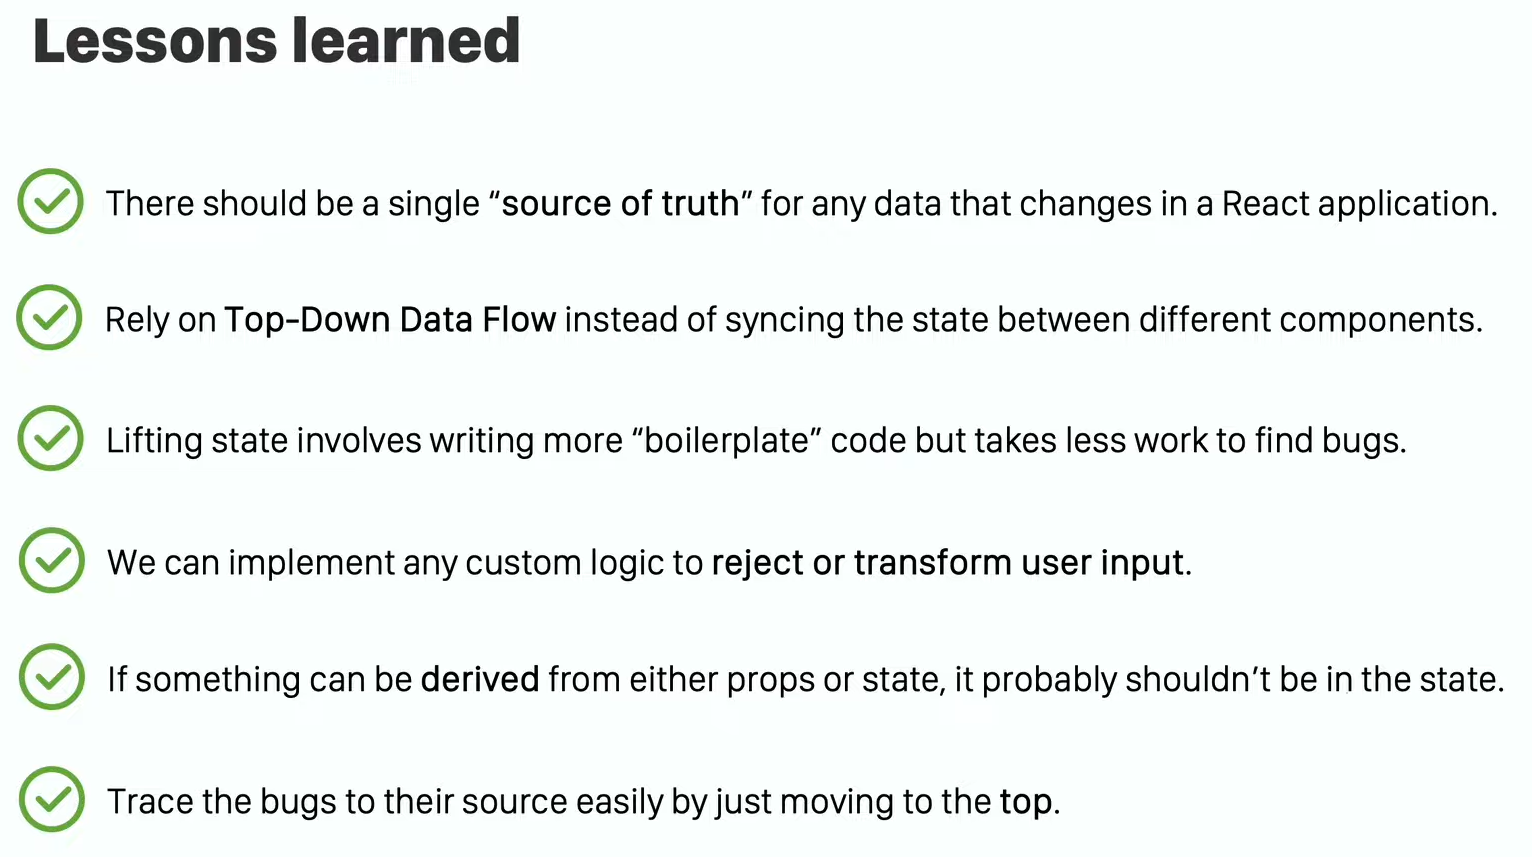 Lessons learned
There should be a single “source of truth” for any data that changes in a React application.
Rely on Top-Down Data Flow instead of syncing the state between different components.
Lifting state involves writing more “boilerplate” code but takes less work to find bugs.
We can implement any custom logic to reject or transform user input.
If something can be derived from either props or state, it probably shouldn’t be in the state.
Trace the bugs to their source easily by just moving to the top.